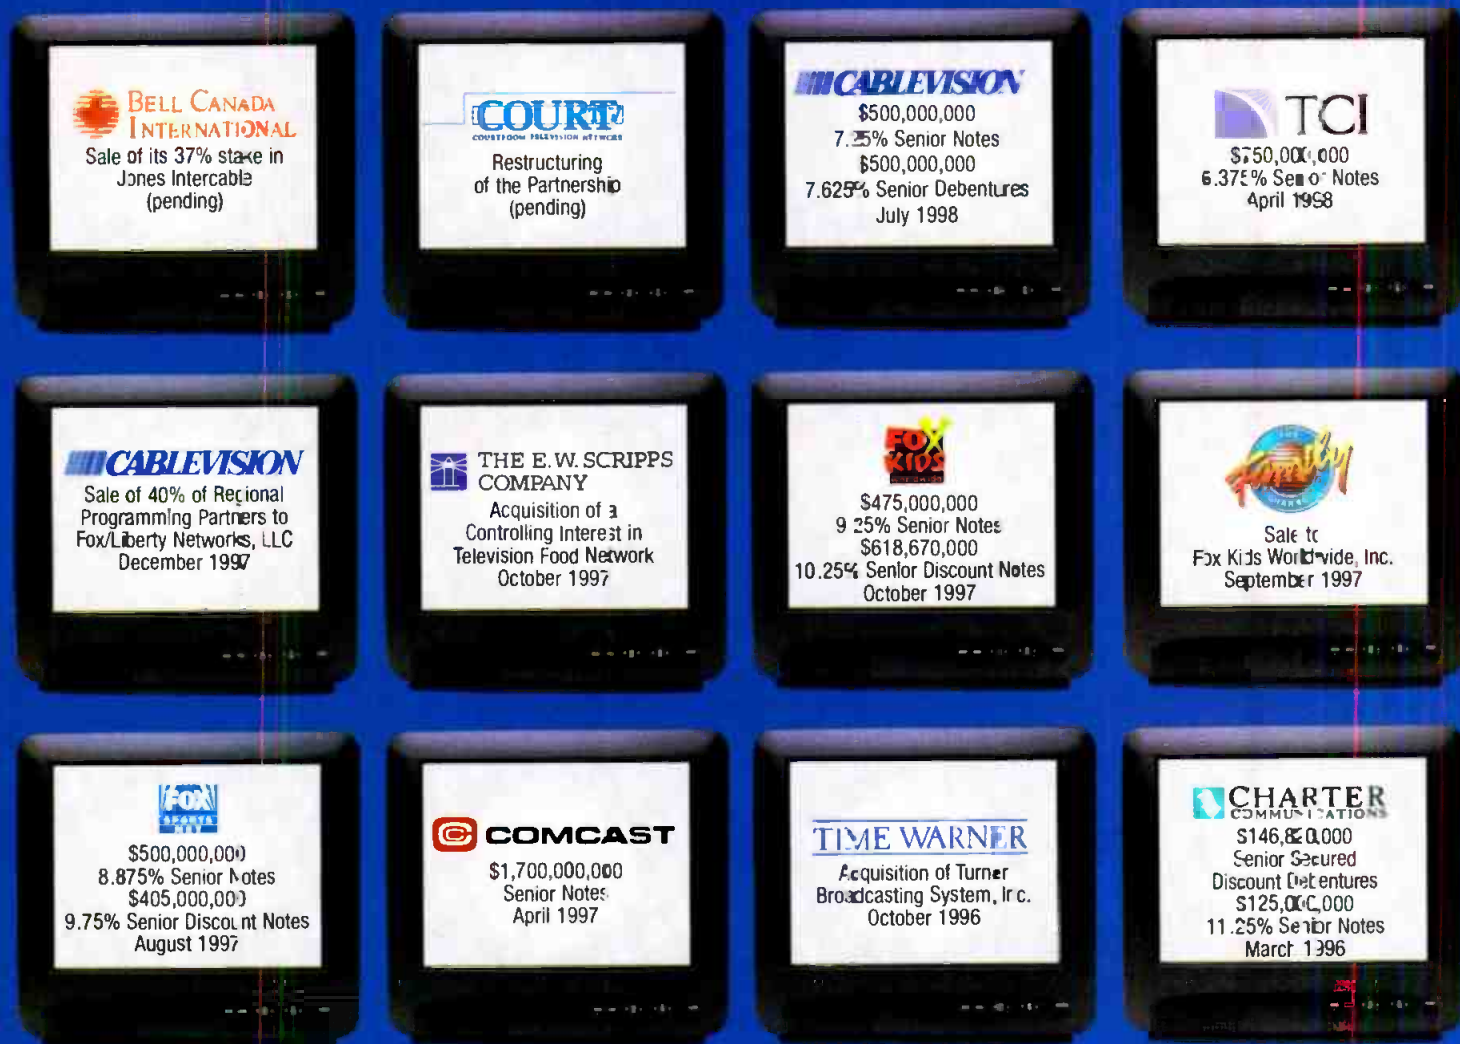 BELL CANADA
INTERNATIONAL
Sale of its 37% stake in
Jones Intercable
(pending)
COURT
COURTROOM TELEVISION NETWORK
Restructuring
of the Partnership
(pending)
CABLEVISION
$500,000,000
7.25% Senior Notes
$500,000,000
7.625% Senior Debentures
July 1998
TCI
$750,000,000
6.375% Senior Notes
April 1998
CABLEVISION
Sale of 40% of Regional
Programming Partners to
Fox/Liberty Networks, LLC
December 1997
THE E.W. SCRIPPS
COMPANY
Acquisition of a
Controlling Interest in
Television Food Network
October 1997
FOX
KIDS
WORLDWIDE
$475,000,000
9.25% Senior Notes
$618,670,000
10.25% Senior Discount Notes
October 1997
THE
Family
CHANNEL
Sale to
Fox Kids Worldwide, Inc.
September 1997
FOX
SPORTS
NET
$500,000,000
8.875% Senior Notes
$405,000,000
9.75% Senior Discount Notes
August 1997
COMCAST
$1,700,000,000
Senior Notes
April 1997
TIME WARNER
Acquisition of Turner
Broadcasting System, Inc.
October 1996
CHARTER
COMMUNICATIONS
$146,820,000
Senior Secured
Discount Debentures
$125,000,000
11.25% Senior Notes
March 1996